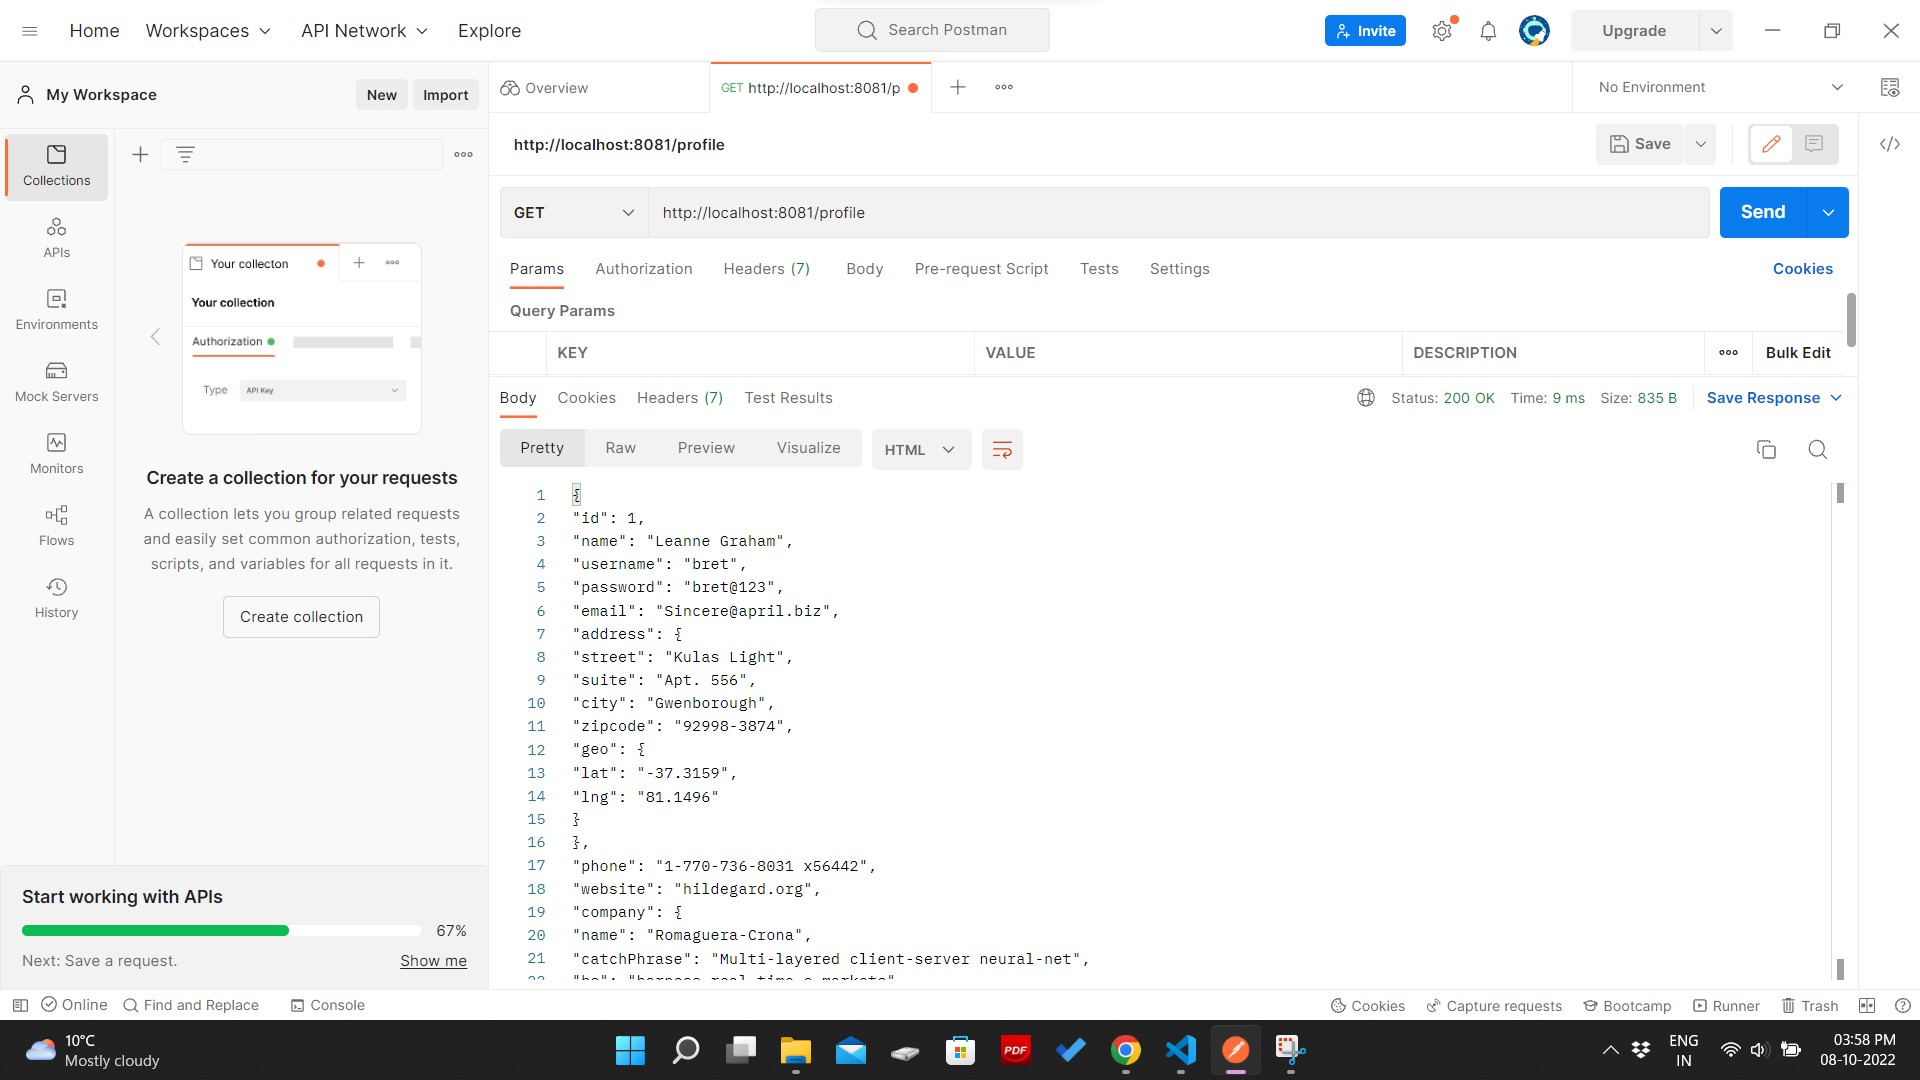 Home
Workspaces
API Network
Explore
Search Postman
Invite
Upgrade
My Workspace
New
Import
Overview
GET http://localhost:8081/p
No Environment
Collections
APIs
Environments
Mock Servers
Monitors
Flows
History
Your collecton
Your collection
Authorization
Type
API Key
Create a collection for your requests
A collection lets you group related requests
and easily set common authorization, tests,
scripts, and variables for all requests in it.
Create collection
Start working with APIs
67%
Next: Save a request.
Show me
http://localhost:8081/profile
Save
GET
http://localhost:8081/profile
Send
Params
Authorization
Headers (7)
Body
Pre-request Script
Tests
Settings
Cookies
Query Params
KEY
VALUE
DESCRIPTION
Bulk Edit
Body
Cookies
Headers (7)
Test Results
Status: 200 OK
Time: 9 ms
Size: 835 B
Save Response
Pretty
Raw
Preview
Visualize
HTML
1 {
2 "id": 1,
3 "name": "Leanne Graham",
4 "username": "bret",
5 "password": "bret@123",
6 "email": "Sincere@april.biz",
7 "address": {
8 "street": "Kulas Light",
9 "suite": "Apt. 556",
10 "city": "Gwenborough",
11 "zipcode": "92998-3874",
12 "geo": {
13 "lat": "-37.3159",
14 "lng": "81.1496"
15 }
16 },
17 "phone": "1-770-736-8031 x56442",
18 "website": "hildegard.org",
19 "company": {
20 "name": "Romaguera-Crona",
21 "catchPhrase": "Multi-layered client-server neural-net",
Online
Find and Replace
Console
Cookies
Capture requests
Bootcamp
Runner
Trash
10°C
Mostly cloudy
PDF
ENG
IN
03:58 PM
08-10-2022